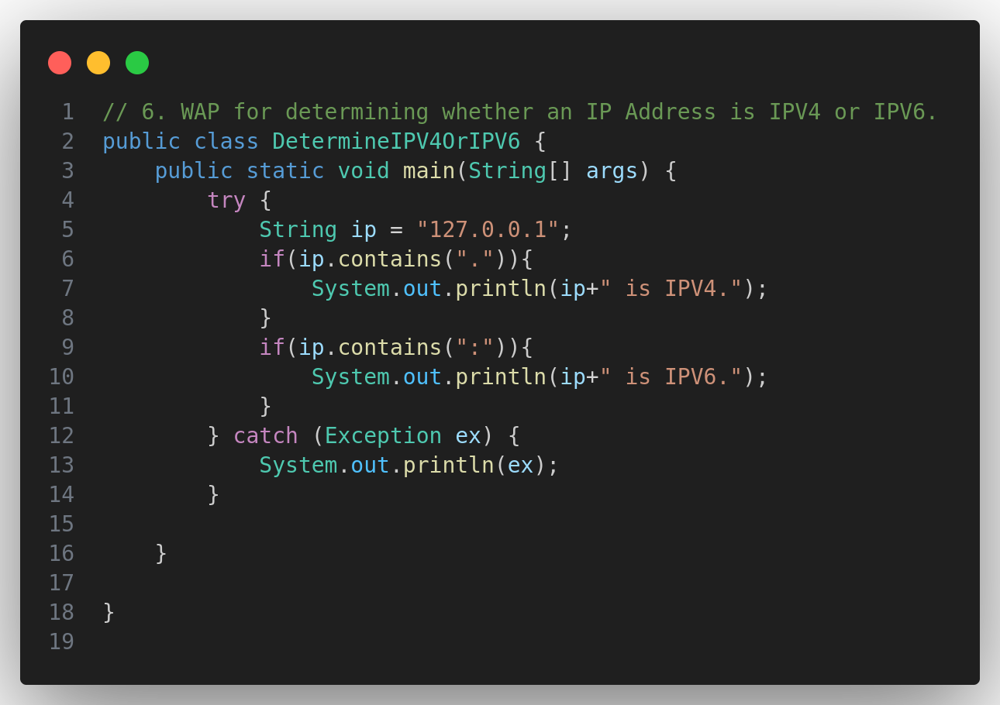 1 // 6. WAP for determining whether an IP Address is IPV4 or IPV6.
2 public class DetermineIPV4OrIPV6 {
3     public static void main(String[] args) {
4         try {
5             String ip = "127.0.0.1";
6             if(ip.contains(".")){
7                 System.out.println(ip+" is IPV4.");
8             }
9             if(ip.contains(":")){
10                 System.out.println(ip+" is IPV6.");
11             }
12         } catch (Exception ex) {
13             System.out.println(ex);
14         }
15
16     }
17
18 }
19